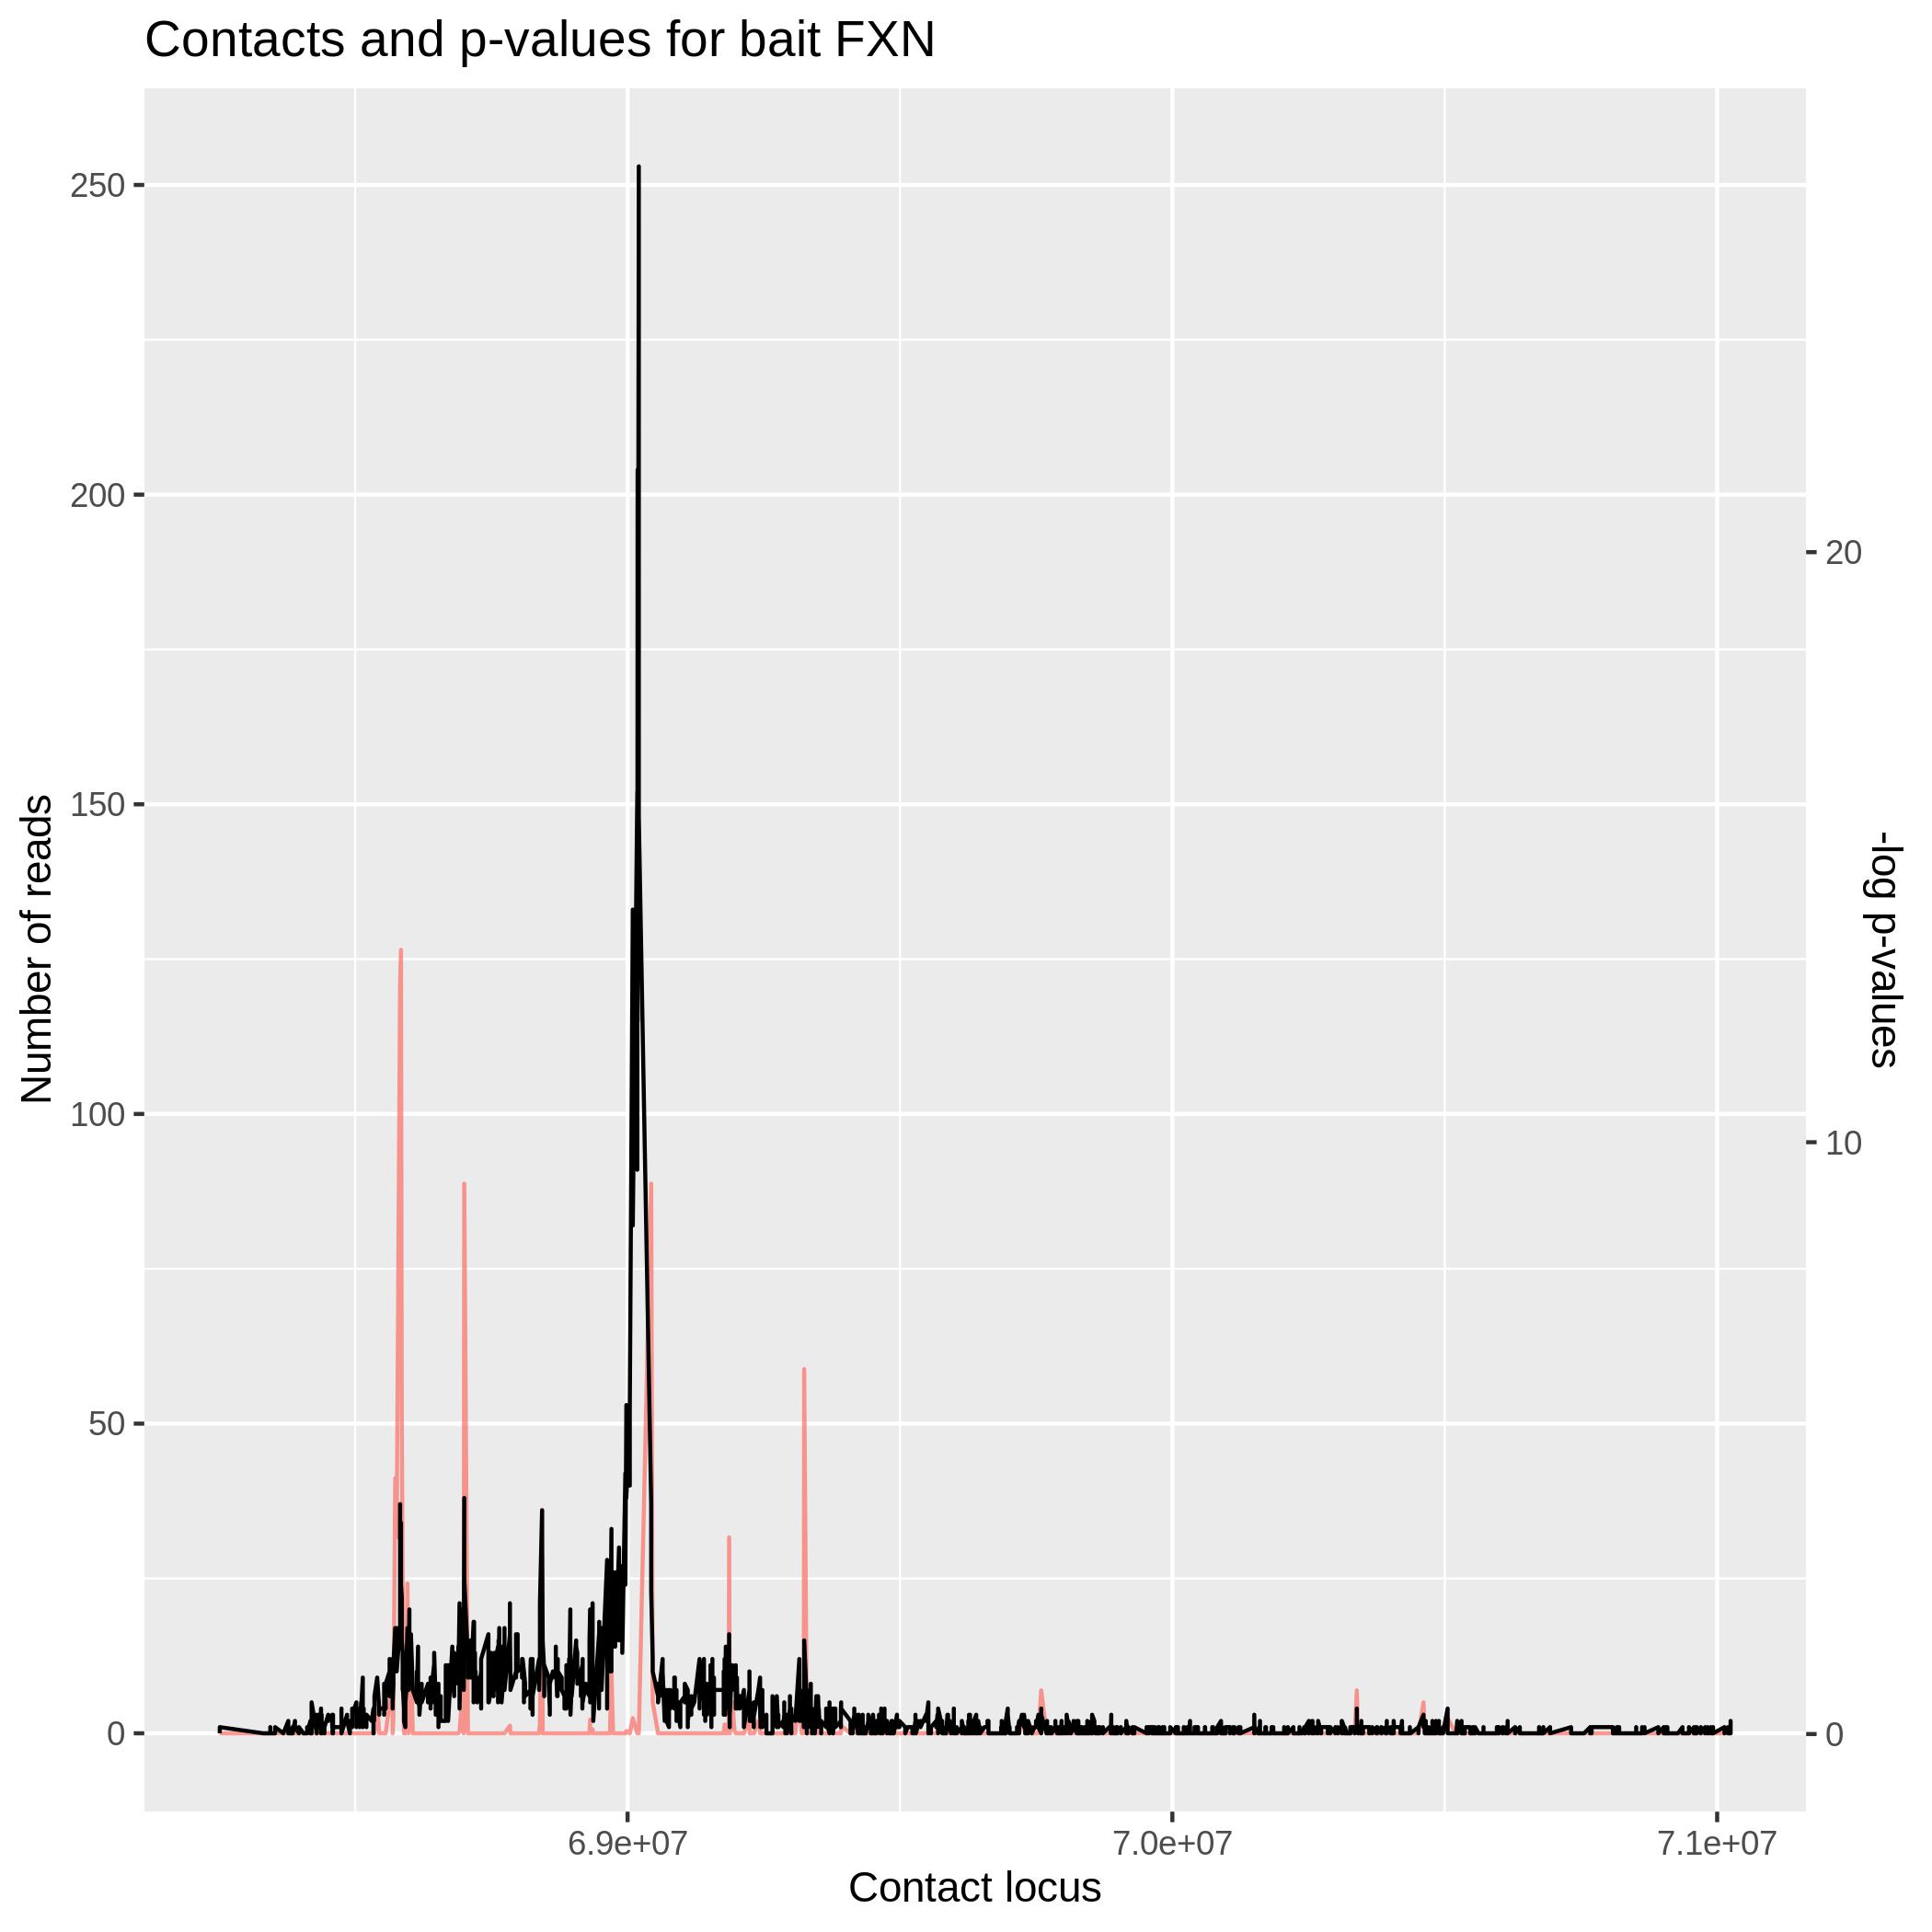 Contacts and p-values for bait FXN
Number of reads
250
200
150
100
50
0
20
10
0
-log p-values
6.9e+07
7.0e+07
7.1e+07
Contact locus